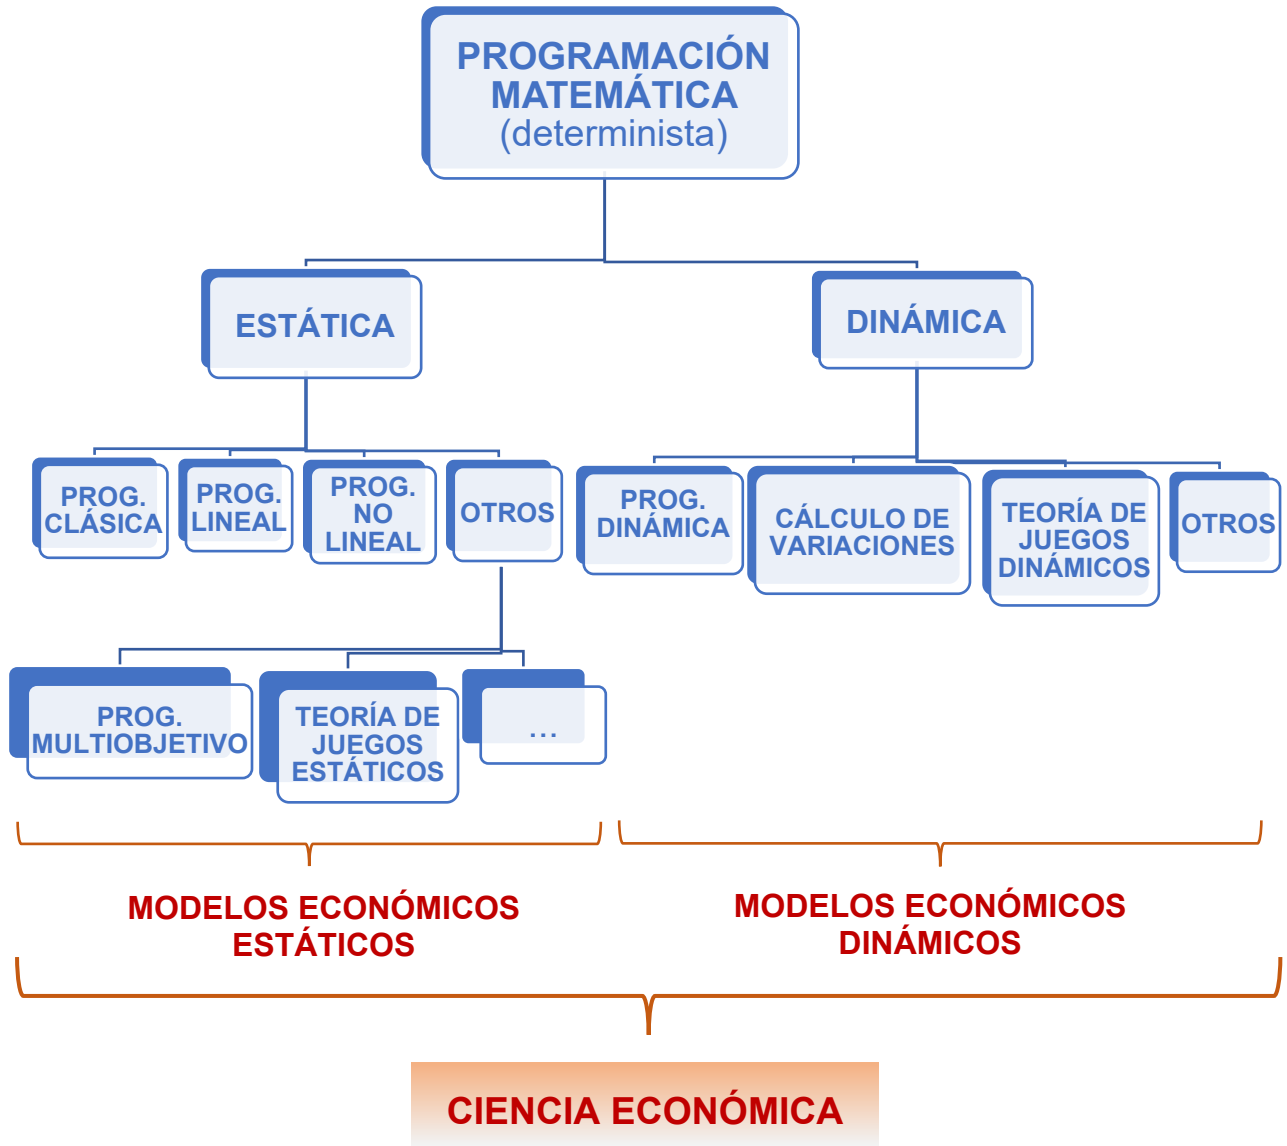 PROGRAMACIÓN
MATEMÁTICA
(determinista)
ESTÁTICA
DINÁMICA
PROG.
CLÁSICA
PROG.
LINEAL
PROG.
NO
LINEAL
OTROS
PROG.
DINÁMICA
CÁLCULO DE
VARIACIONES
TEORÍA DE
JUEGOS
DINÁMICOS
OTROS
PROG.
MULTIOBJETIVO
TEORÍA DE
JUEGOS
ESTÁTICOS
...
MODELOS ECONÓMICOS
ESTÁTICOS
MODELOS ECONÓMICOS
DINÁMICOS
CIENCIA ECONÓMICA